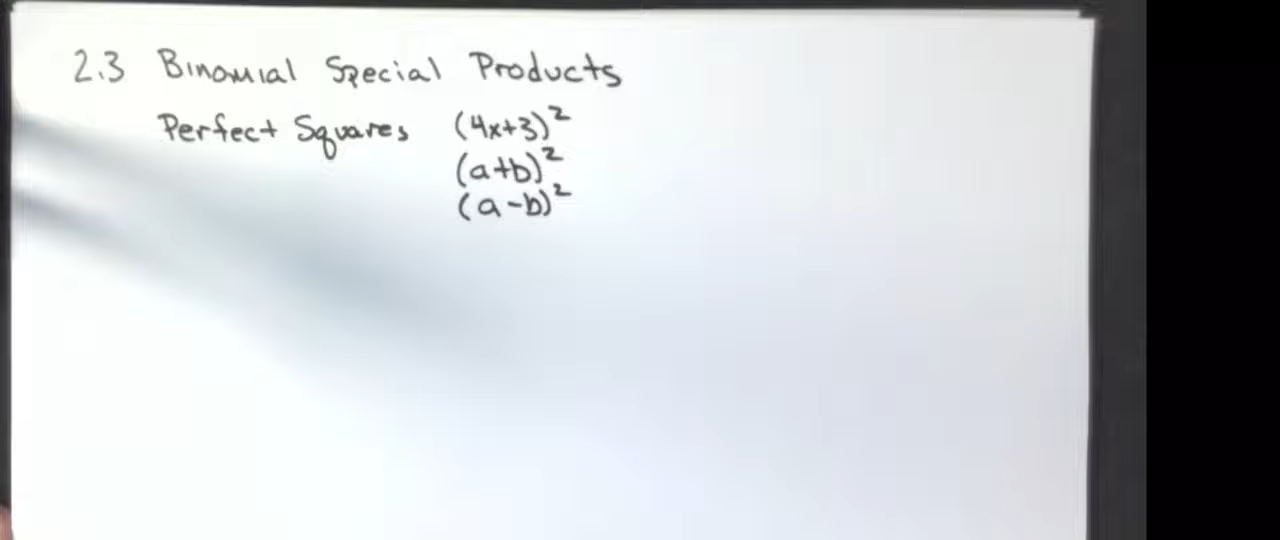 2.3 Binomial Special Products
Perfect Squares (4x+3)²
(a+b)²
(a-b)²